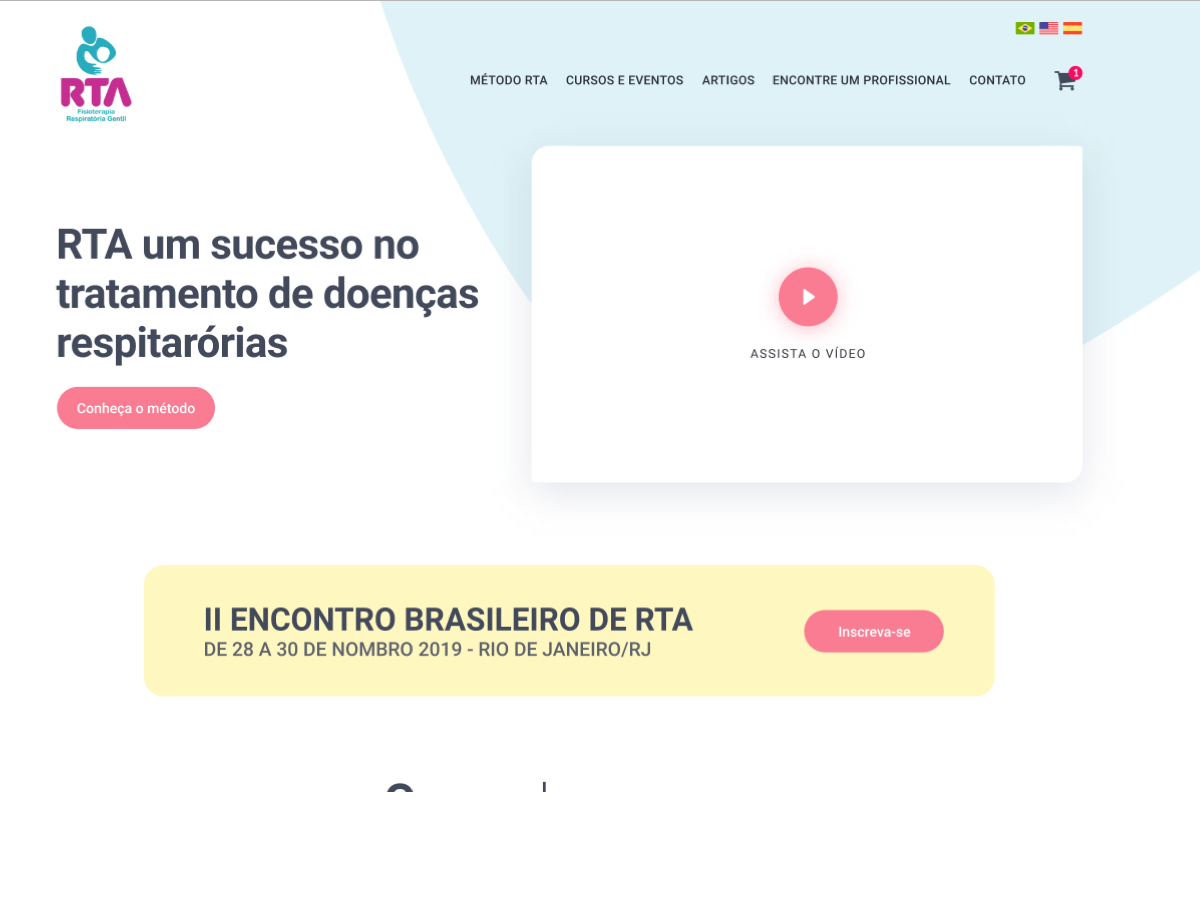 RTA
Fisioterapia
Respiratória Gentil
MÉTODO RTA
CURSOS E EVENTOS
ARTIGOS
ENCONTRE UM PROFISSIONAL
CONTATO
1
RTA um sucesso no
tratamento de doenças
respitarórias
Conheça o método
ASSISTA O VÍDEO
II ENCONTRO BRASILEIRO DE RTA
DE 28 A 30 DE NOMBRO 2019 - RIO DE JANEIRO/RJ
Inscreva-se